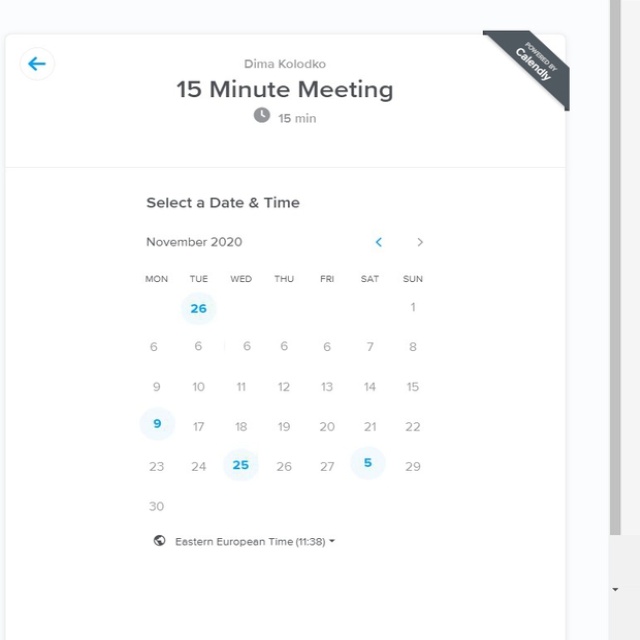 POWERED BY
Calendly
Dima Kolodko
15 Minute Meeting
15 min
Select a Date & Time
November 2020
MON TUE WED THU FRI SAT SUN
26 1
6 6 6 6 6 7 8
9 10 11 12 13 14 15
9 17 18 19 20 21 22
23 24 25 26 27 5 29
30
Eastern European Time (11:38)